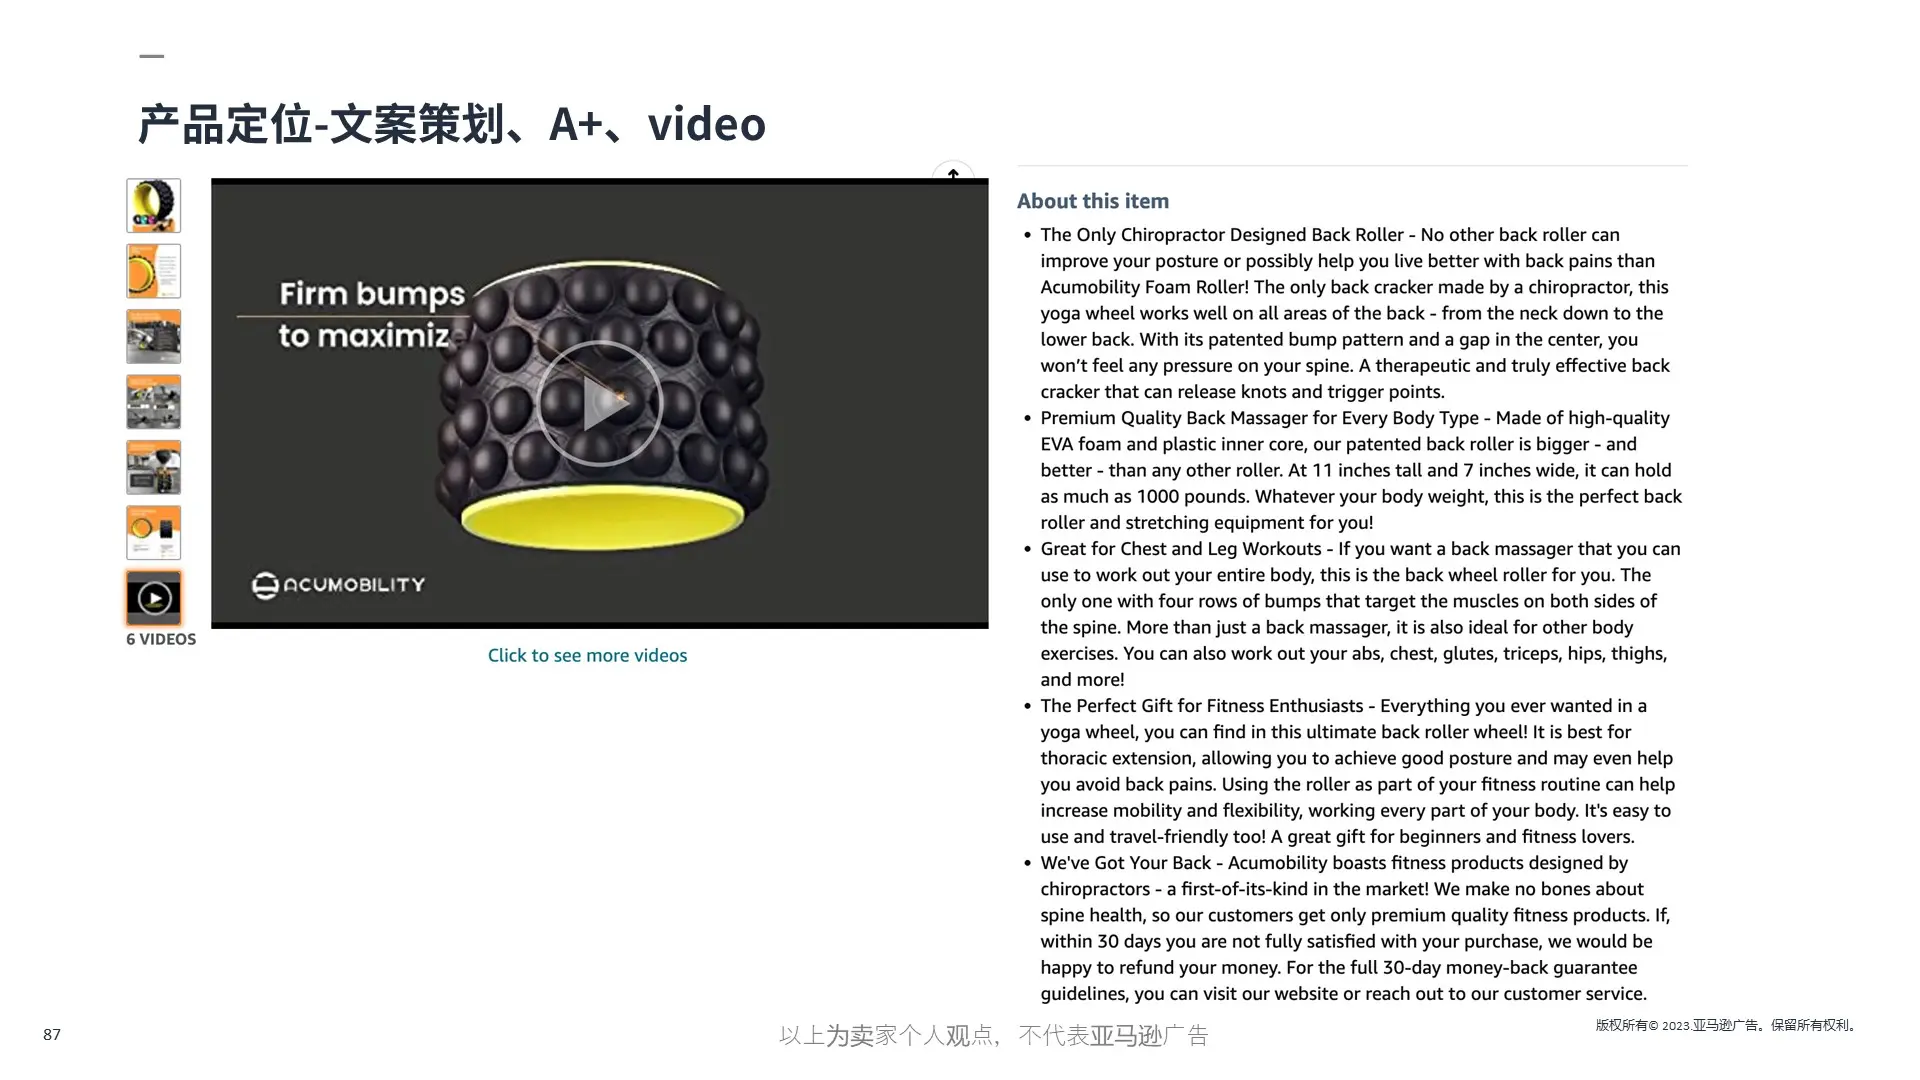 产品定位-文案策划、A+、video
Firm bumps
to maximize
ACUMOBILITY
6 VIDEOS
Click to see more videos
About this item
• The Only Chiropractor Designed Back Roller - No other back roller can
improve your posture or possibly help you live better with back pains than
Acumobility Foam Roller! The only back cracker made by a chiropractor, this
yoga wheel works well on all areas of the back - from the neck down to the
lower back. With its patented bump pattern and a gap in the center, you
won’t feel any pressure on your spine. A therapeutic and truly effective back
cracker that can release knots and trigger points.
• Premium Quality Back Massager for Every Body Type - Made of high-quality
EVA foam and plastic inner core, our patented back roller is bigger - and
better - than any other roller. At 11 inches tall and 7 inches wide, it can hold
as much as 1000 pounds. Whatever your body weight, this is the perfect back
roller and stretching equipment for you!
• Great for Chest and Leg Workouts - If you want a back massager that you can
use to work out your entire body, this is the back wheel roller for you. The
only one with four rows of bumps that target the muscles on both sides of
the spine. More than just a back massager, it is also ideal for other body
exercises. You can also work out your abs, chest, glutes, triceps, hips, thighs,
and more!
• The Perfect Gift for Fitness Enthusiasts - Everything you ever wanted in a
yoga wheel, you can find in this ultimate back roller wheel! It is best for
thoracic extension, allowing you to achieve good posture and may even help
you avoid back pains. Using the roller as part of your fitness routine can help
increase mobility and flexibility, working every part of your body. It's easy to
use and travel-friendly too! A great gift for beginners and fitness lovers.
• We've Got Your Back - Acumobility boasts fitness products designed by
chiropractors - a first-of-its-kind in the market! We make no bones about
spine health, so our customers get only premium quality fitness products. If,
within 30 days you are not fully satisfied with your purchase, we would be
happy to refund your money. For the full 30-day money-back guarantee
guidelines, you can visit our website or reach out to our customer service.
87
以上为卖家个人观点，不代表亚马逊广告
版权所有© 2023.亚马逊广告。保留所有权利。